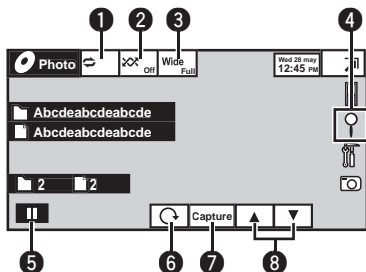 1 2 3 4
Photo Off Wide Full Wed 28 may 12:45 PM
Abcdeabcdeabcde
Abcdeabcdeabcde
2 2
Capture
5 6 7 8